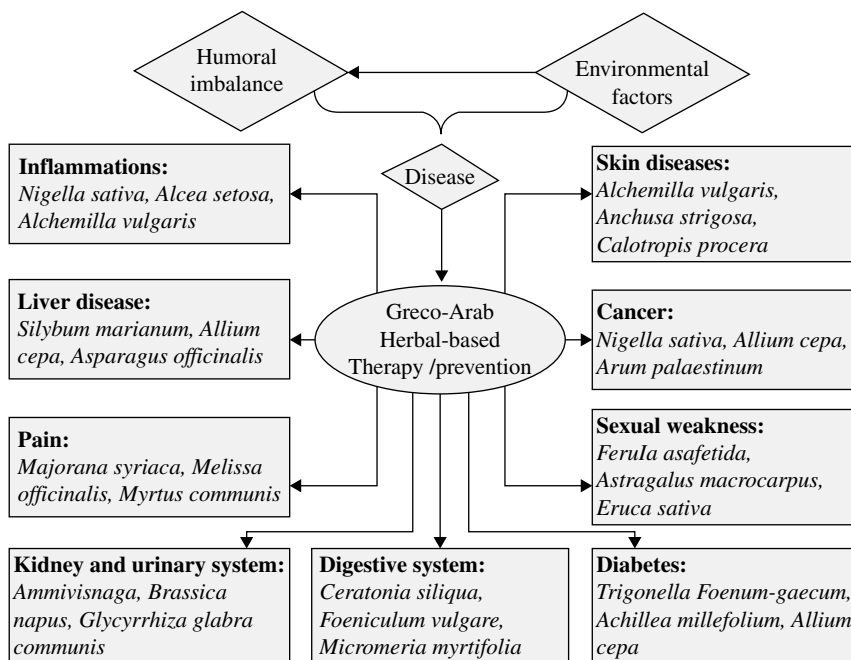 Humoral
imbalance
Environmental
factors
Disease
Inflammations:
Nigella sativa, Alcea setosa,
Alchemilla vulgaris
Skin diseases:
Alchemilla vulgaris,
Anchusa strigosa,
Calotropis procera
Liver disease:
Silybum marianum, Allium
cepa, Asparagus officinalis
Greco-Arab
Herbal-based
Therapy /prevention
Cancer:
Nigella sativa, Allium cepa,
Arum palaestinum
Pain:
Majorana syriaca, Melissa
officinalis, Myrtus communis
Sexual weakness:
FeruIa asafetida,
Astragalus macrocarpus,
Eruca sativa
Kidney and urinary system:
Ammivisnaga, Brassica
napus, Glycyrrhiza glabra
communis
Digestive system:
Ceratonia siliqua,
Foeniculum vulgare,
Micromeria myrtifolia
Diabetes:
Trigonella Foenum-gaecum,
Achillea millefolium, Allium
cepa